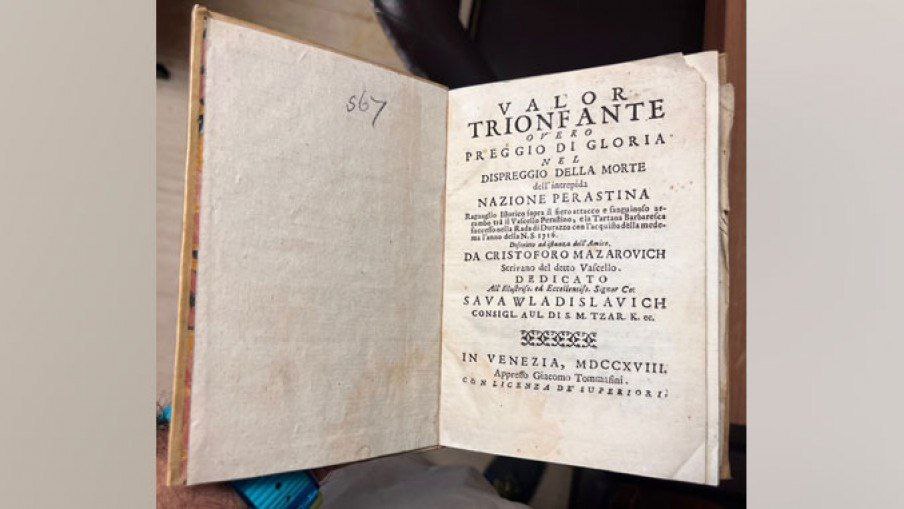 567
VALOR
TRIONFANTE
OVERO
PREGGIO DI GLORIA
NEL
DISPREGGIO DELLA MORTE
dell'intrepida
NAZIONE PERASTINA
Ragguaglio Istorico sopra il fiero attacco e sanguinoso ar-
rambo trà il Vascello Perastino, e la Tartana Barbaresca
successo nella Rada di Durazzo con l'acquisto della mede-
ma l'anno della N.S. 1716.
Descritto ad istanza dell'Amico,
DA CRISTOFORO MAZAROVICH
Scrivano del detto Vascello.
DEDICATO
All'Illustriss. ed Eccellentiss. Signor Co:
SAVA WLADISLAVICH
CONSIGL. AUL. DI S. M. TZAR. K. ec.
IN VENEZIA, MDCCXVIII.
Appresso Giacomo Tommasini.
CON LICENZA DE' SUPERIORI;